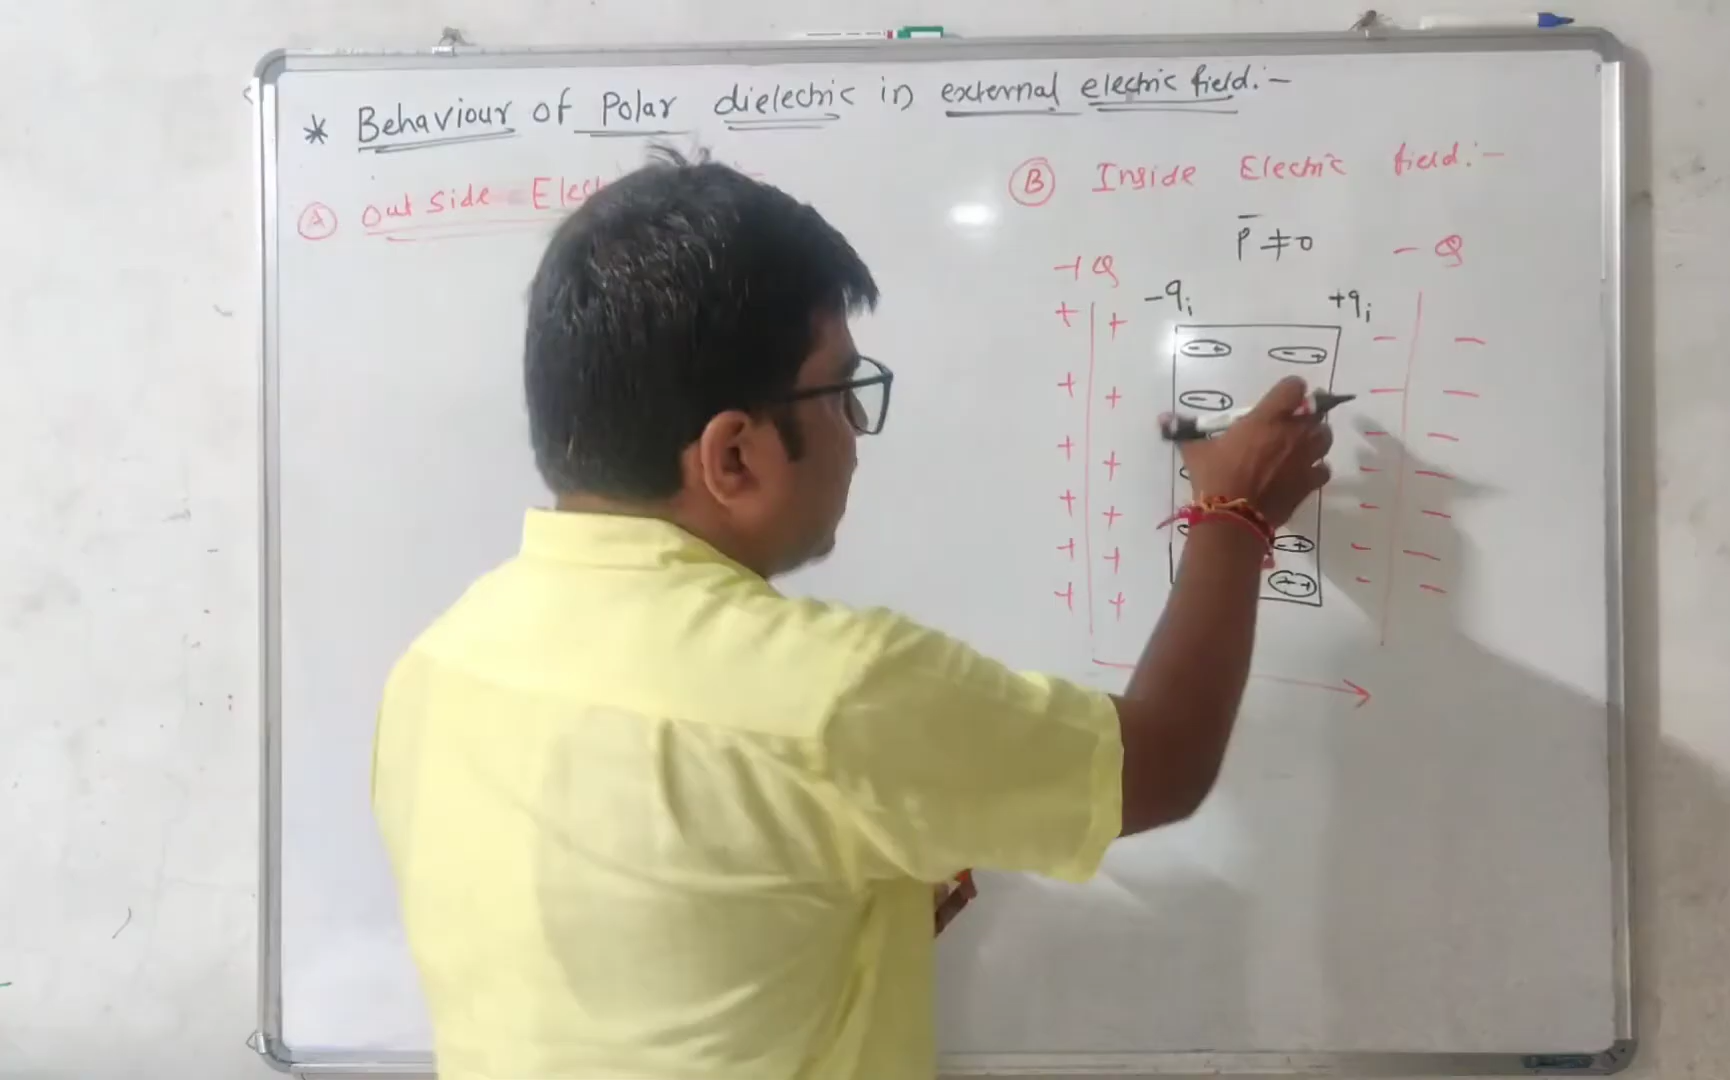 * Behaviour of Polar dielectric in external electric field:-
A Out Side
B Inside Electric field:-
P̄ ≠ 0
+Q
- Q
-qi
+qi